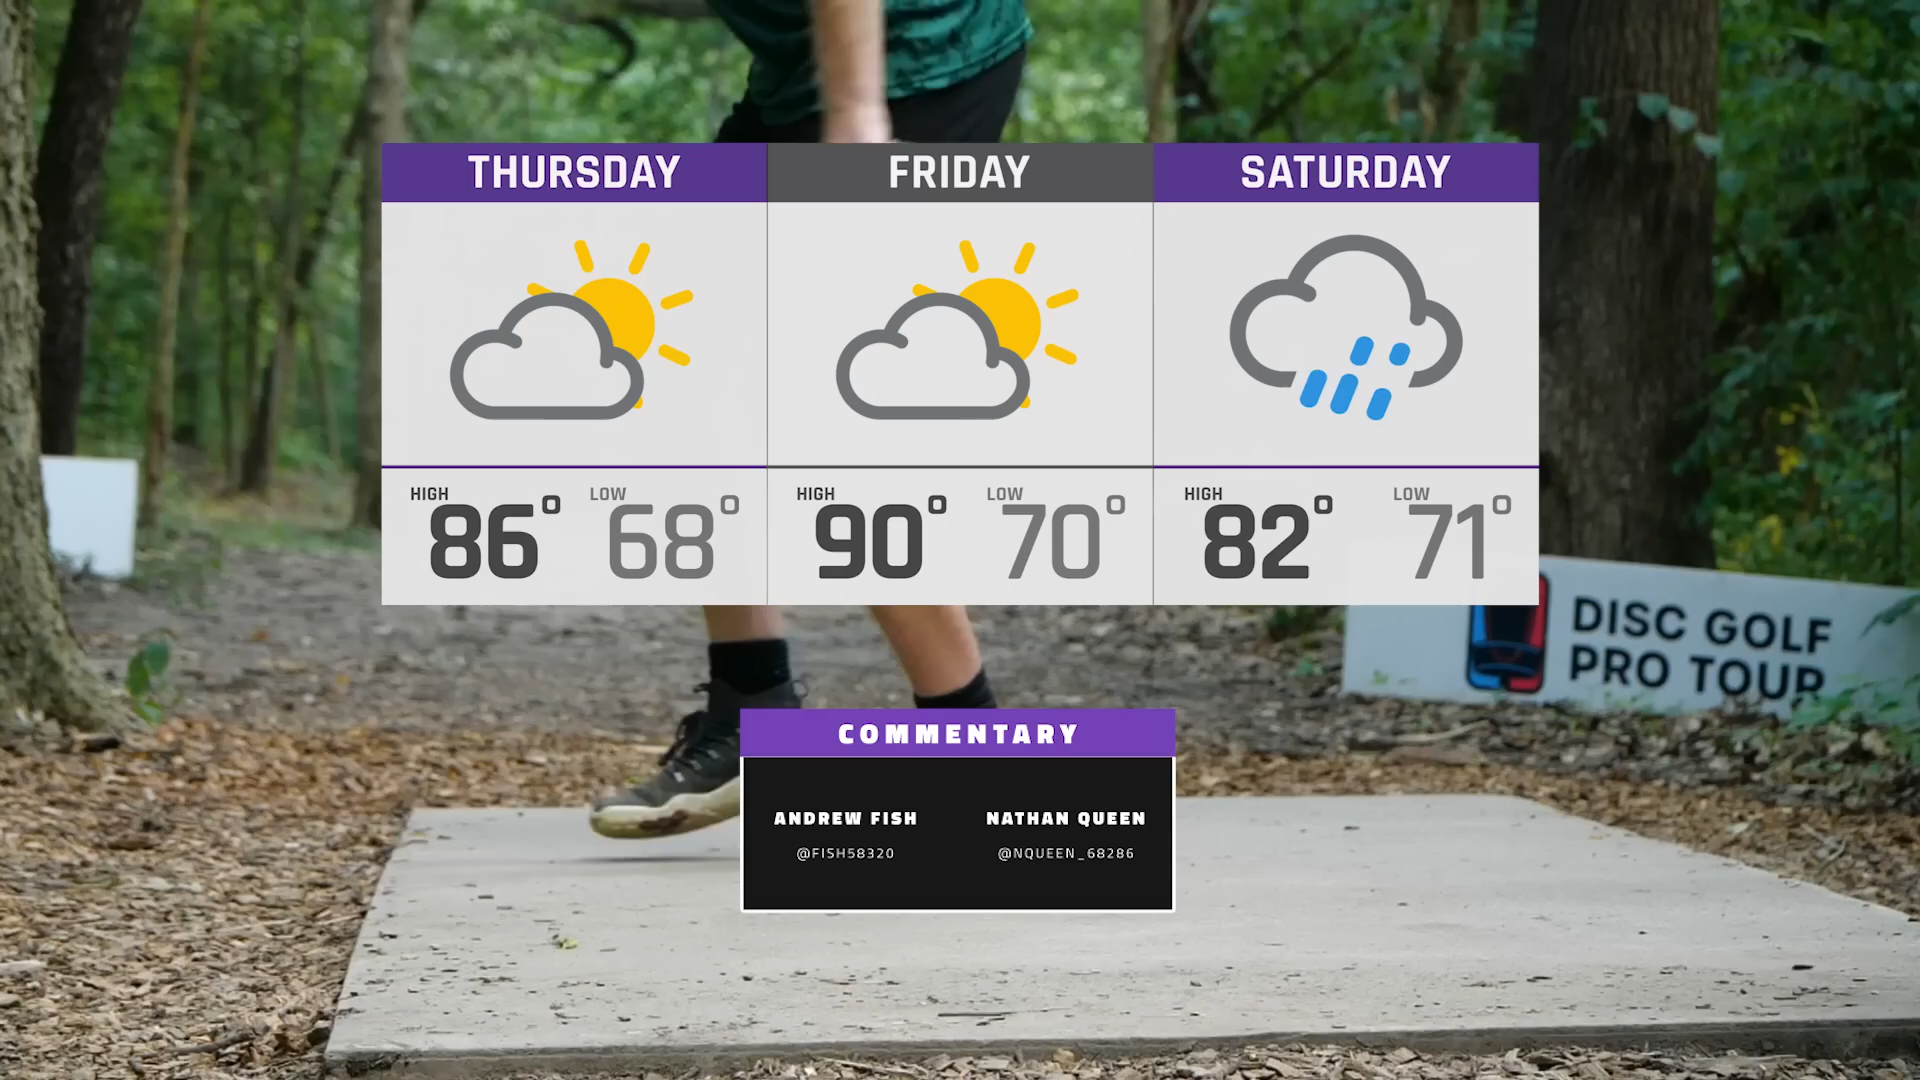 THURSDAY
FRIDAY
SATURDAY
HIGH 86° LOW 68°
HIGH 90° LOW 70°
HIGH 82° LOW 71°
DISC GOLF
PRO TOUR
COMMENTARY
ANDREW FISH
@FISH58320
NATHAN QUEEN
@NQUEEN_68286